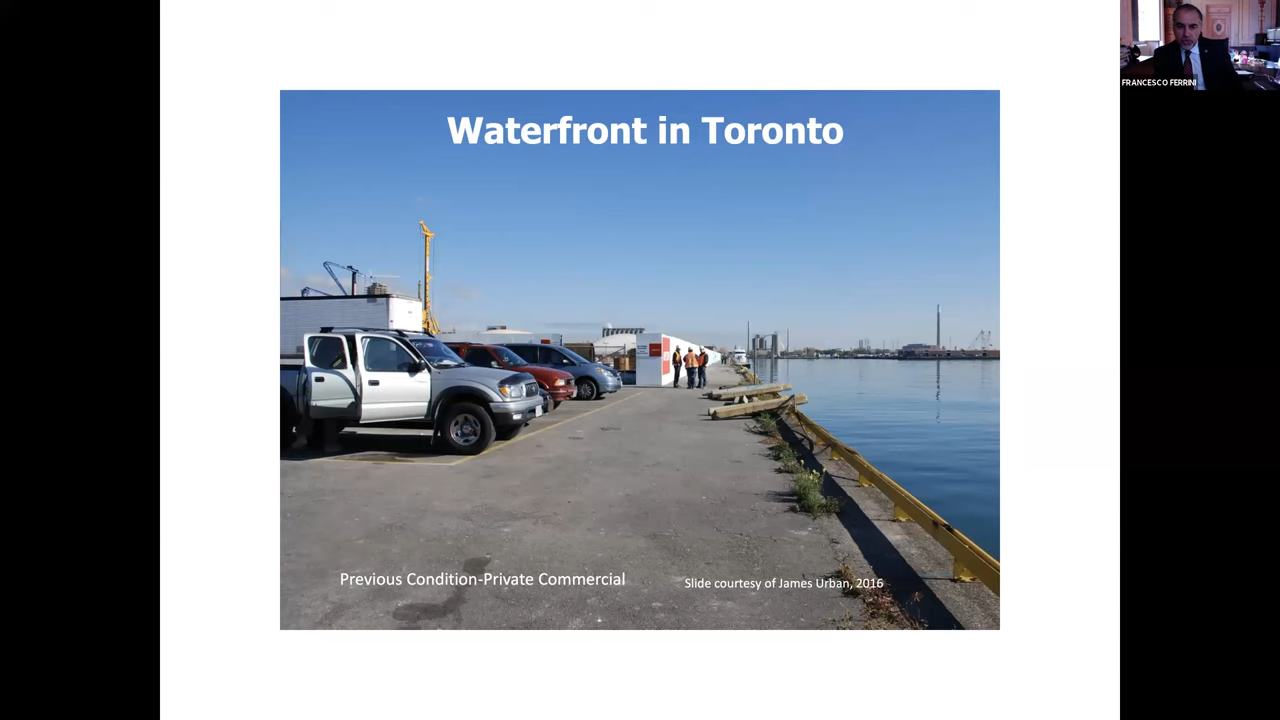 FRANCESCO FERRINI
Waterfront in Toronto
Previous Condition-Private Commercial
Slide courtesy of James Urban, 2016